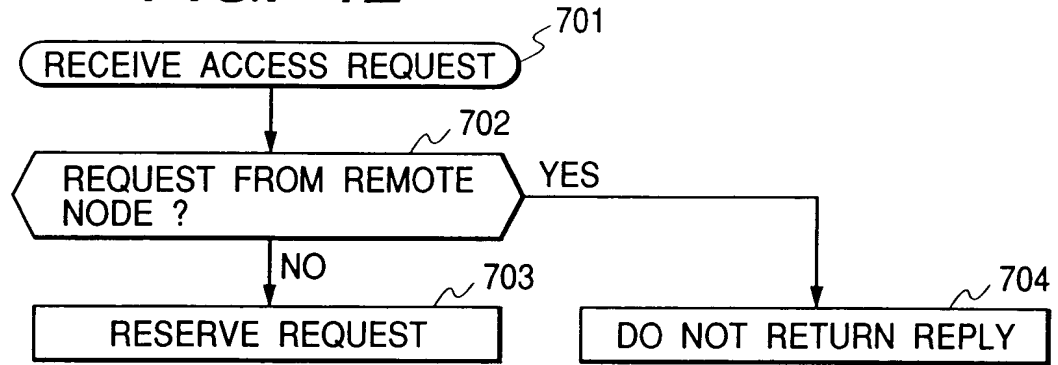 701
RECEIVE ACCESS REQUEST
702
REQUEST FROM REMOTE
NODE ?
YES
NO
703
RESERVE REQUEST
704
DO NOT RETURN REPLY